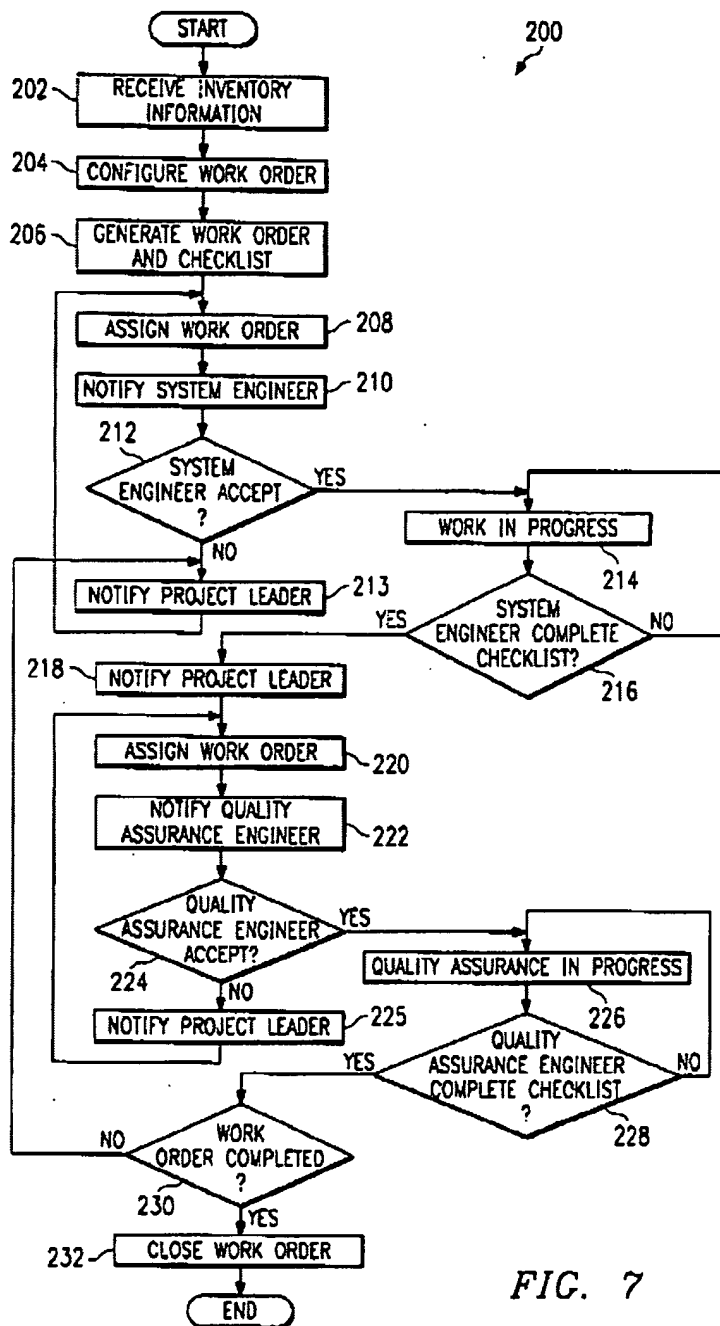 START
200
202
RECEIVE INVENTORY
INFORMATION
204
CONFIGURE WORK ORDER
206
GENERATE WORK ORDER
AND CHECKLIST
ASSIGN WORK ORDER
208
NOTIFY SYSTEM ENGINEER
210
212
SYSTEM
ENGINEER ACCEPT
?
YES
NO
WORK IN PROGRESS
214
NOTIFY PROJECT LEADER
213
SYSTEM
ENGINEER COMPLETE
CHECKLIST?
YES
NO
216
218
NOTIFY PROJECT LEADER
ASSIGN WORK ORDER
220
NOTIFY QUALITY
ASSURANCE ENGINEER
222
QUALITY
ASSURANCE ENGINEER
ACCEPT?
224
YES
NO
QUALITY ASSURANCE IN PROGRESS
226
NOTIFY PROJECT LEADER
225
QUALITY
ASSURANCE ENGINEER
COMPLETE CHECKLIST
?
YES
NO
228
WORK
ORDER COMPLETED
?
NO
230
YES
232
CLOSE WORK ORDER
END
FIG. 7